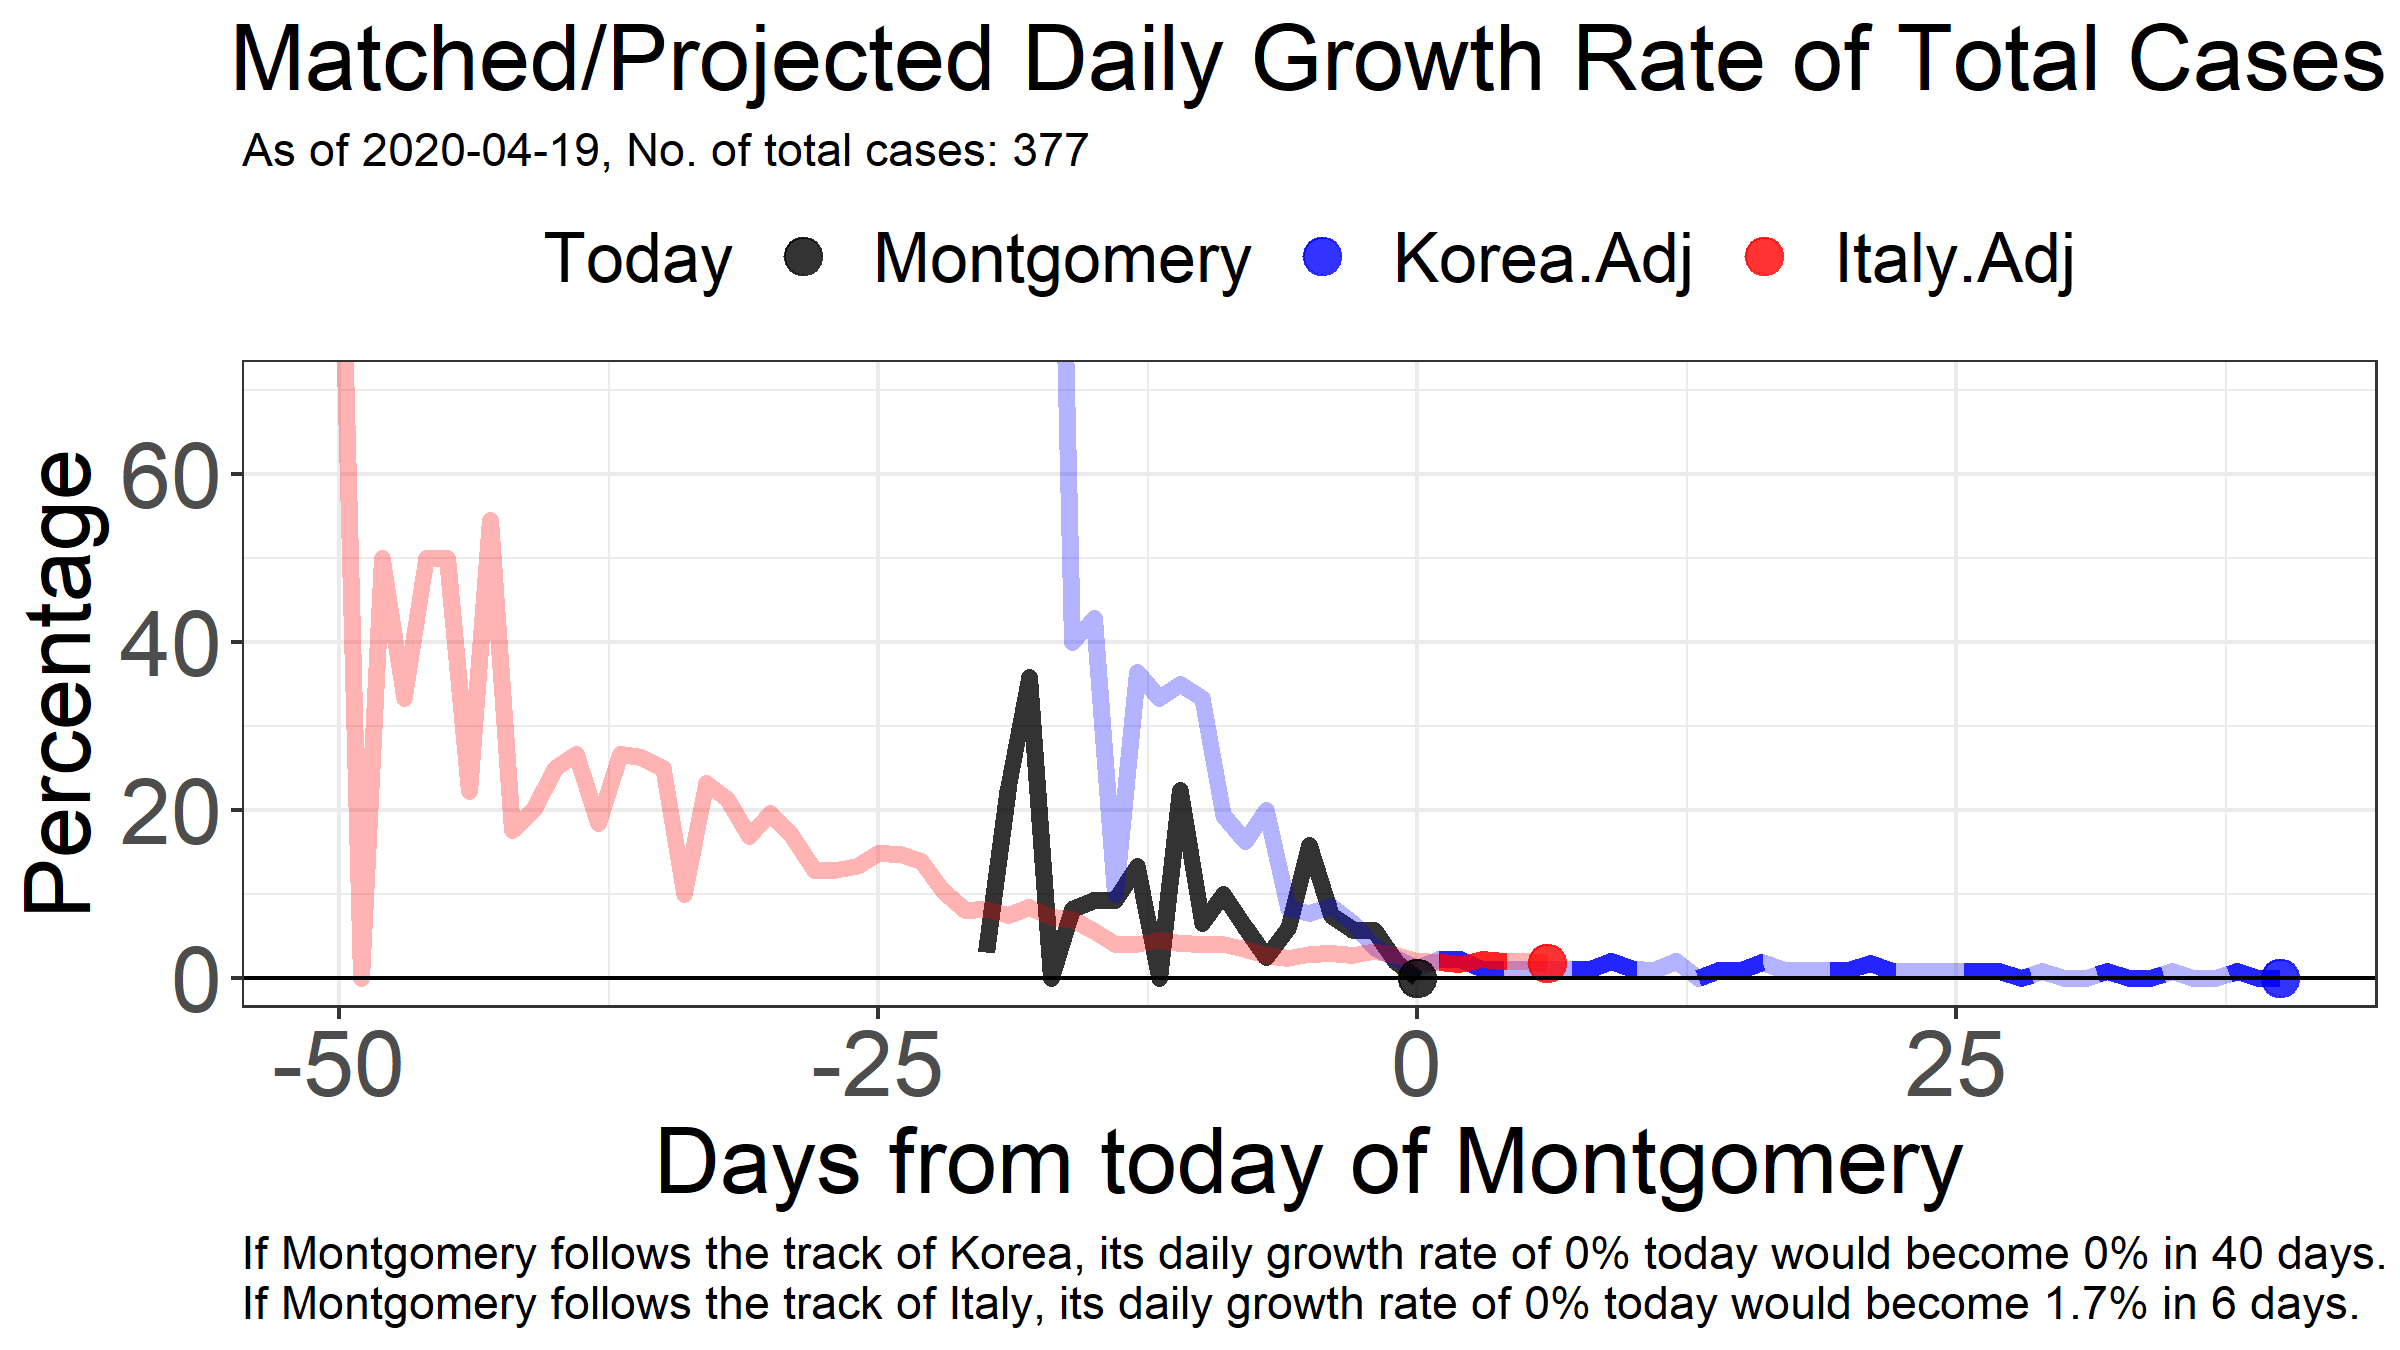 Matched/Projected Daily Growth Rate of Total Cases
As of 2020-04-19, No. of total cases: 377
Today Montgomery Korea.Adj Italy.Adj
Percentage
60
40
20
0
-50 -25 0 25
Days from today of Montgomery
If Montgomery follows the track of Korea, its daily growth rate of 0% today would become 0% in 40 days.
If Montgomery follows the track of Italy, its daily growth rate of 0% today would become 1.7% in 6 days.